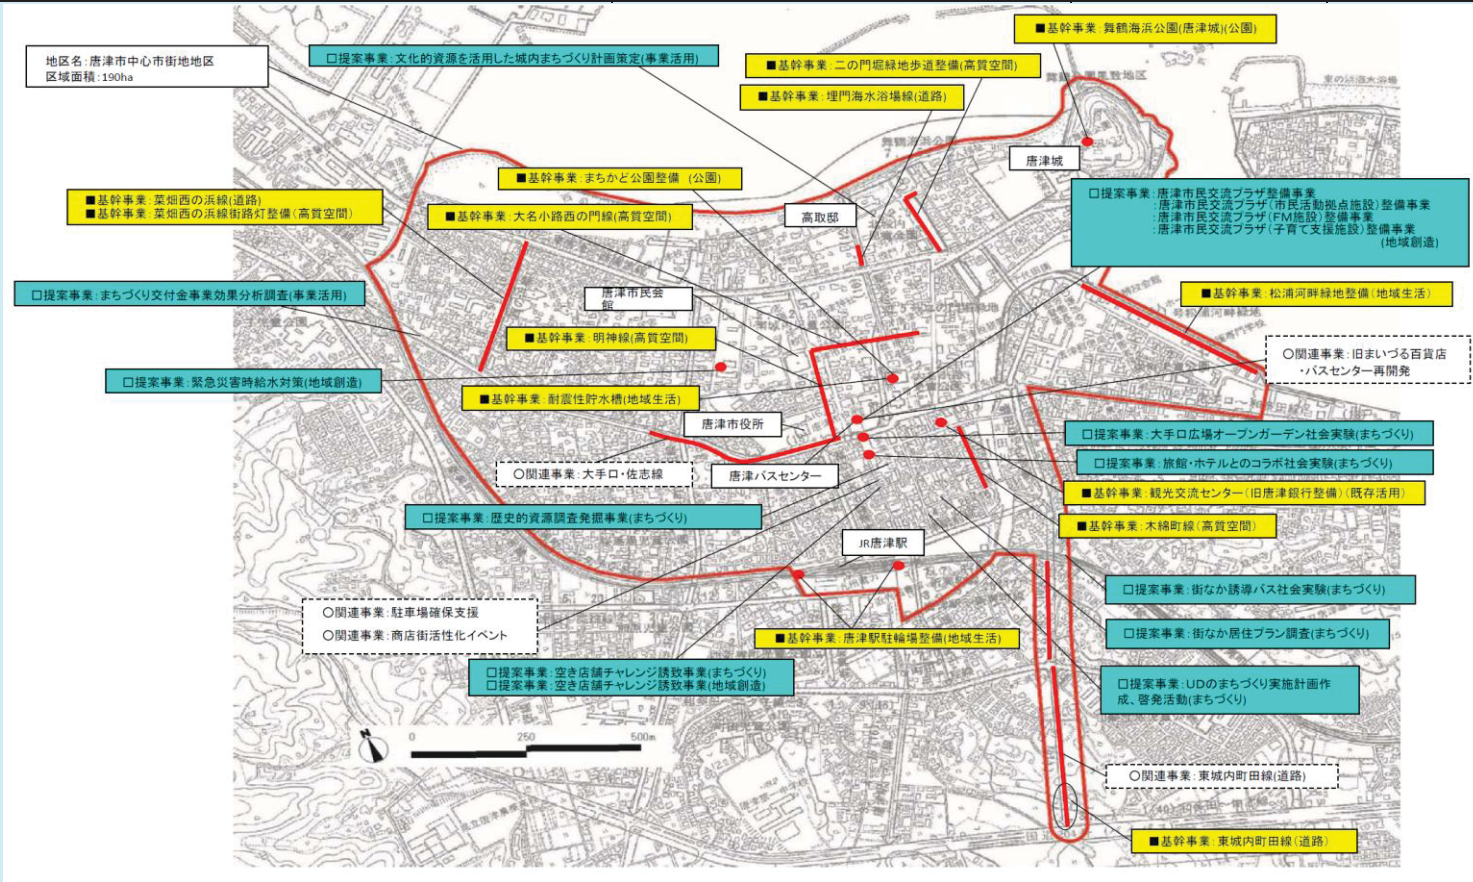 ■基幹事業:舞鶴海浜公園(唐津城)(公園)
地区名:唐津市中心市街地地区
区域面積:190ha
□提案事業:文化的資源を活用した城内まちづくり計画策定(事業活用)
■基幹事業:二の門堀緑地歩道整備(高質空間)
■基幹事業:埋門海水浴場線(道路)
唐津城
■基幹事業:まちかど公園整備 (公園)
■基幹事業:菜畑西の浜線(道路)
■基幹事業:菜畑西の浜線街路灯整備(高質空間)
■基幹事業:大名小路西の門線(高質空間)
高取邸
□提案事業:唐津市民交流プラザ整備事業
:唐津市民交流プラザ(市民活動拠点施設)整備事業
:唐津市民交流プラザ(FM施設)整備事業
:唐津市民交流プラザ(子育て支援施設)整備事業
(地域創造)
□提案事業:まちづくり交付金事業効果分析調査(事業活用)
唐津市民会
館
■基幹事業:松浦河畔緑地整備(地域生活)
■基幹事業:明神線(高質空間)
○関連事業:旧まいづる百貨店
・バスセンター再開発
□提案事業:緊急災害時給水対策(地域創造)
■基幹事業:耐震性貯水槽(地域生活)
唐津市役所
□提案事業:大手口広場オープンガーデン社会実験(まちづくり)
○関連事業:大手口・佐志線
唐津バスセンター
□提案事業:旅館・ホテルとのコラボ社会実験(まちづくり)
■基幹事業:観光交流センター(旧唐津銀行整備)(既存活用)
□提案事業:歴史的資源調査発掘事業(まちづくり)
■基幹事業:木綿町線(高質空間)
JR唐津駅
□提案事業:街なか誘導バス社会実験(まちづくり)
○関連事業:駐車場確保支援
○関連事業:商店街活性化イベント
■基幹事業:唐津駅駐輪場整備(地域生活)
□提案事業:街なか居住プラン調査(まちづくり)
□提案事業:空き店舗チャレンジ誘致事業(まちづくり)
□提案事業:空き店舗チャレンジ誘致事業(地域創造)
□提案事業:UDのまちづくり実施計画作
成、啓発活動(まちづくり)
N
0 250 500m
○関連事業:東城内町田線(道路)
■基幹事業:東城内町田線(道路)